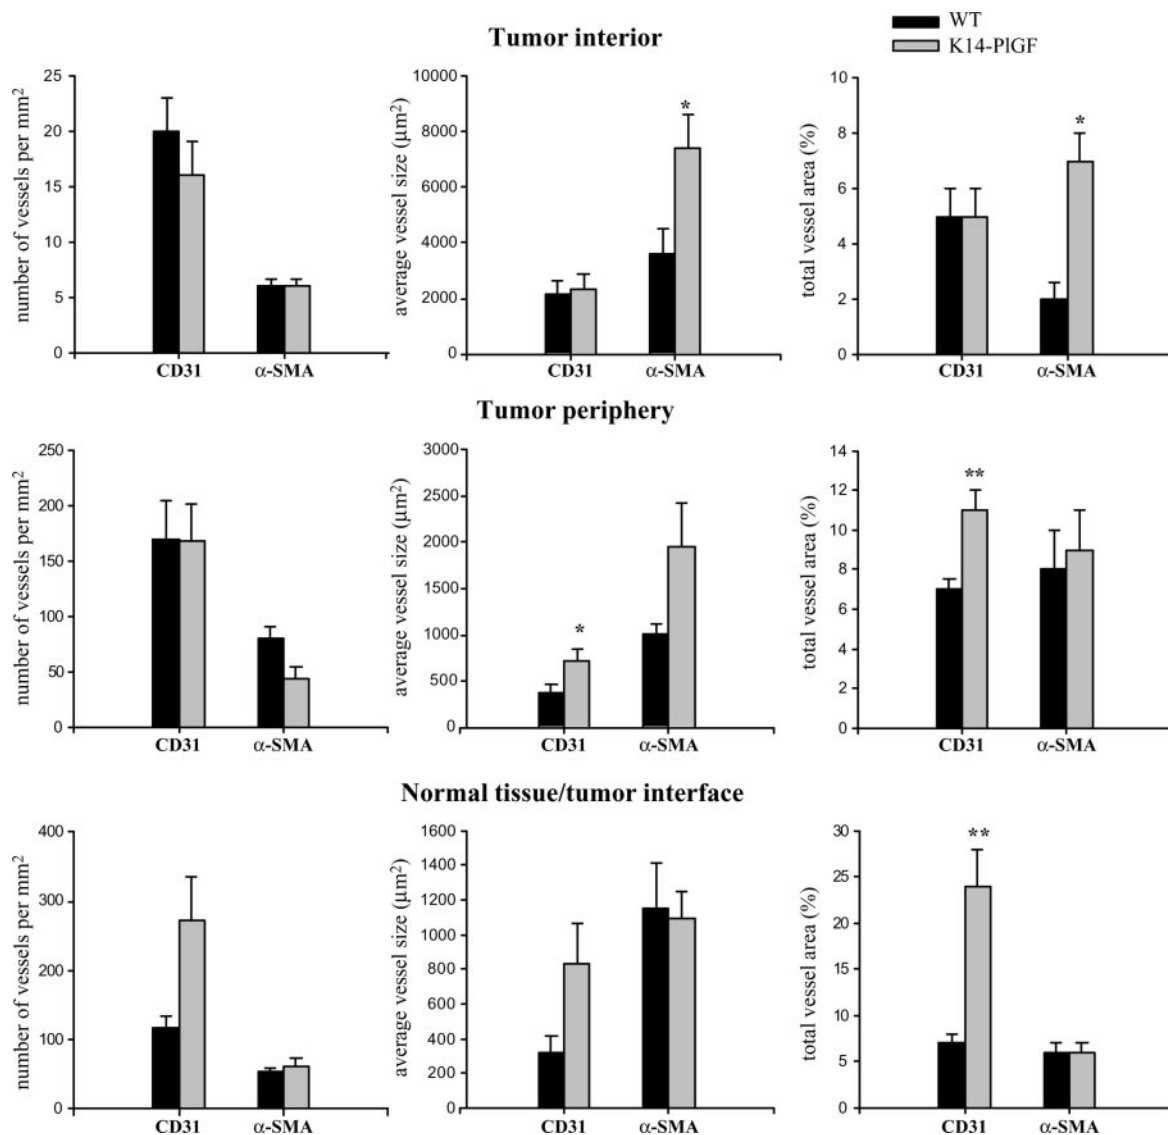 WT
K14-PlGF
Tumor interior
number of vessels per mm²
25
20
15
10
5
0
CD31 α-SMA
average vessel size (µm²)
10000
8000
6000
4000
2000
0
*
CD31 α-SMA
total vessel area (%)
10
8
6
4
2
0
*
CD31 α-SMA
Tumor periphery
number of vessels per mm²
250
200
150
100
50
0
CD31 α-SMA
average vessel size (µm²)
3000
2500
2000
1500
1000
500
0
*
CD31 α-SMA
total vessel area (%)
14
12
10
8
6
4
2
0
**
CD31 α-SMA
Normal tissue/tumor interface
number of vessels per mm²
400
300
200
100
0
CD31 α-SMA
average vessel size (µm²)
1600
1400
1200
1000
800
600
400
200
0
CD31 α-SMA
total vessel area (%)
30
25
20
15
10
5
0
**
CD31 α-SMA